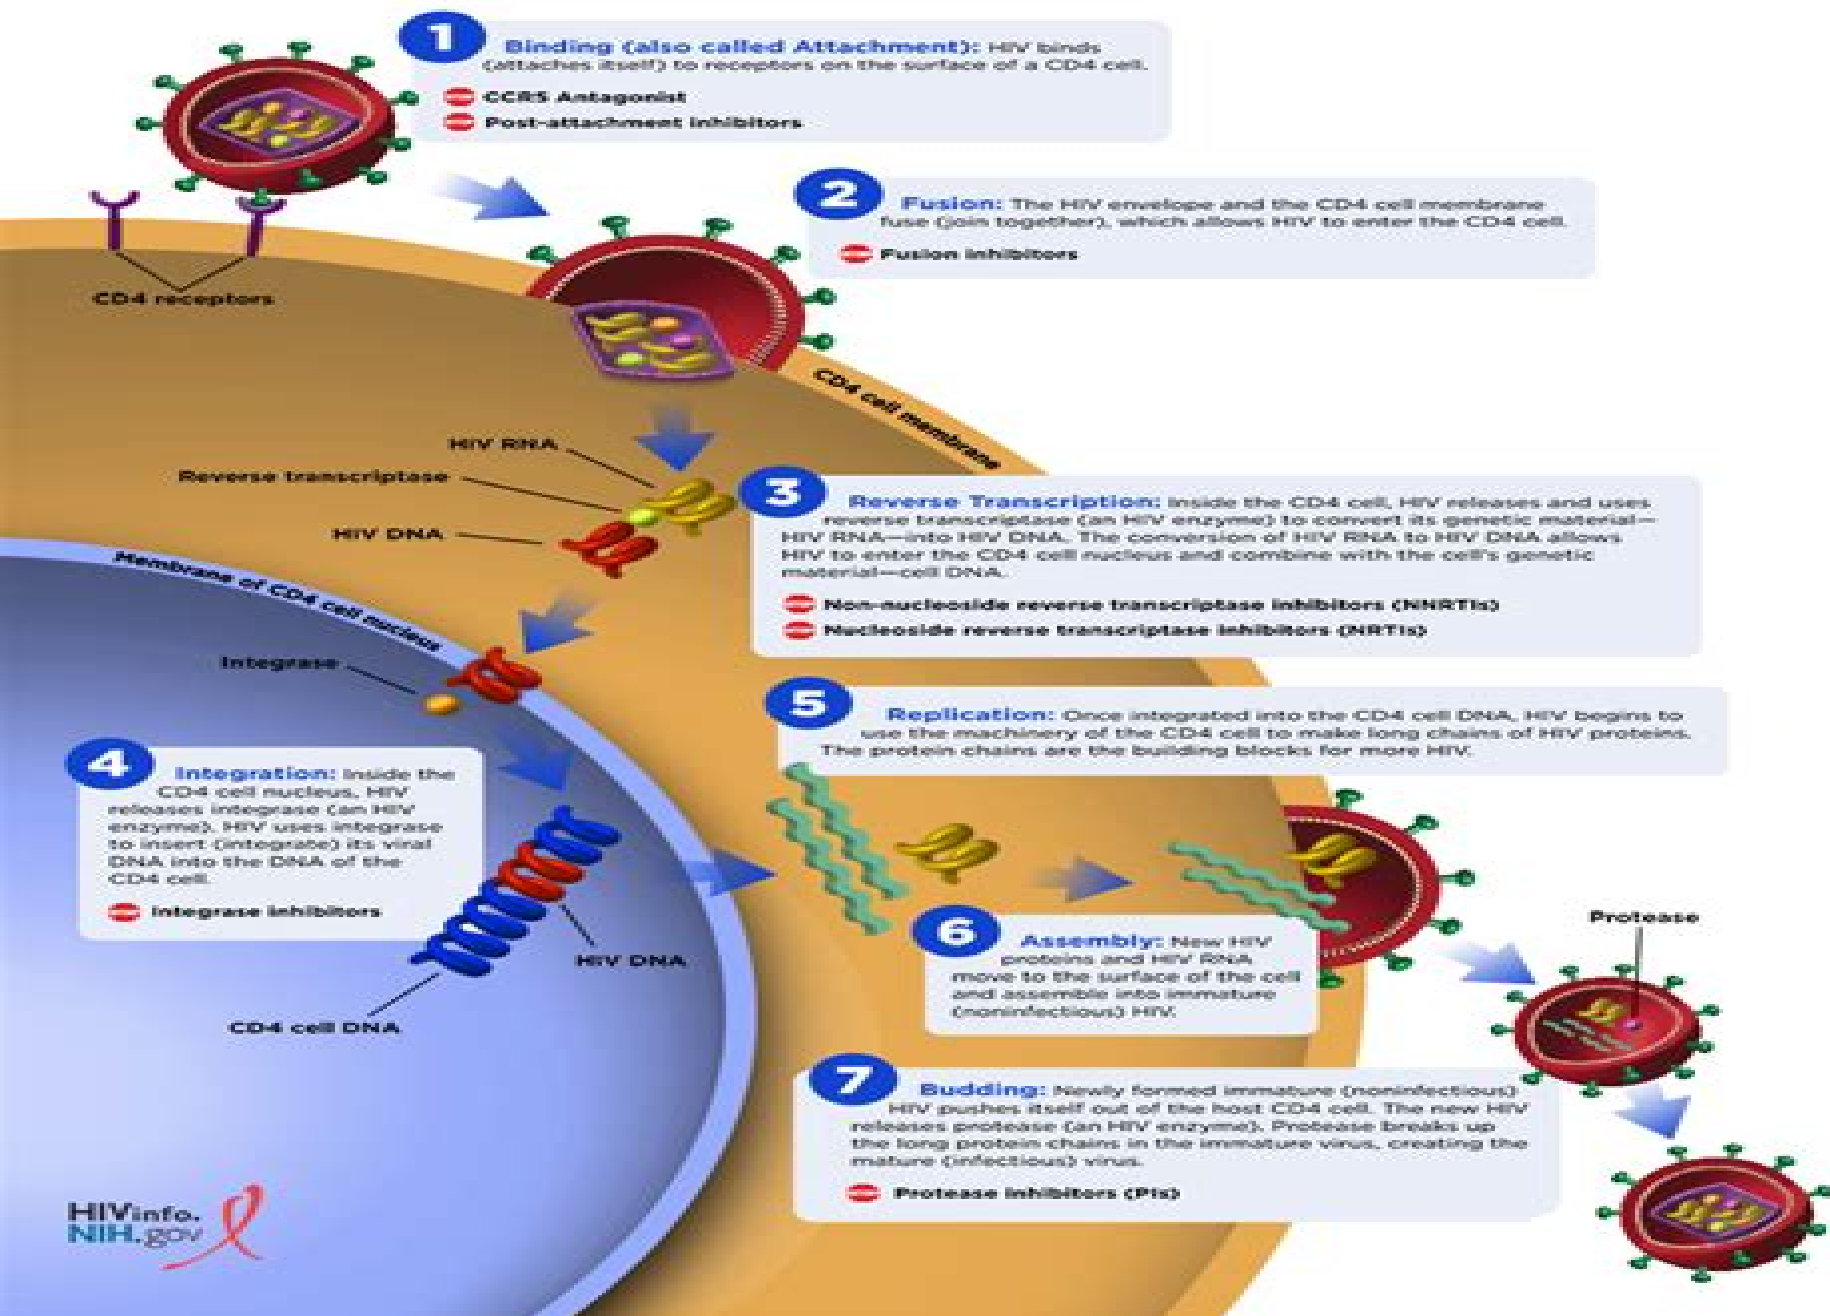 1
Binding (also called Attachment): HIV binds
(attaches itself) to receptors on the surface of a CD4 cell.
CCR5 Antagonist
Post-attachment inhibitors
2
Fusion: The HIV envelope and the CD4 cell membrane
fuse (join together), which allows HIV to enter the CD4 cell.
Fusion inhibitors
CD4 receptors
CD4 cell membrane
HIV RNA
Reverse transcriptase
HIV DNA
3
Reverse Transcription: Inside the CD4 cell, HIV releases and uses
reverse transcriptase (an HIV enzyme) to convert its genetic material—
HIV RNA—into HIV DNA. The conversion of HIV RNA to HIV DNA allows
HIV to enter the CD4 cell nucleus and combine with the cell's genetic
material—cell DNA.
Non-nucleoside reverse transcriptase inhibitors (NNRTIs)
Nucleoside reverse transcriptase inhibitors (NRTIs)
Membrane of CD4 cell nucleus
Integrase
4
Integration: Inside the
CD4 cell nucleus, HIV
releases integrase (an HIV
enzyme). HIV uses integrase
to insert (integrate) its viral
DNA into the DNA of the
CD4 cell.
Integrase inhibitors
HIV DNA
CD4 cell DNA
5
Replication: Once integrated into the CD4 cell DNA, HIV begins to
use the machinery of the CD4 cell to make long chains of HIV proteins.
The protein chains are the building blocks for more HIV.
6
Assembly: New HIV
proteins and HIV RNA
move to the surface of the cell
and assemble into immature
(noninfectious) HIV.
Protease
7
Budding: Newly formed immature (noninfectious)
HIV pushes itself out of the host CD4 cell. The new HIV
releases protease (an HIV enzyme). Protease breaks up
the long protein chains in the immature virus, creating the
mature (infectious) virus.
Protease inhibitors (PIs)
HIVinfo.
NIH.gov